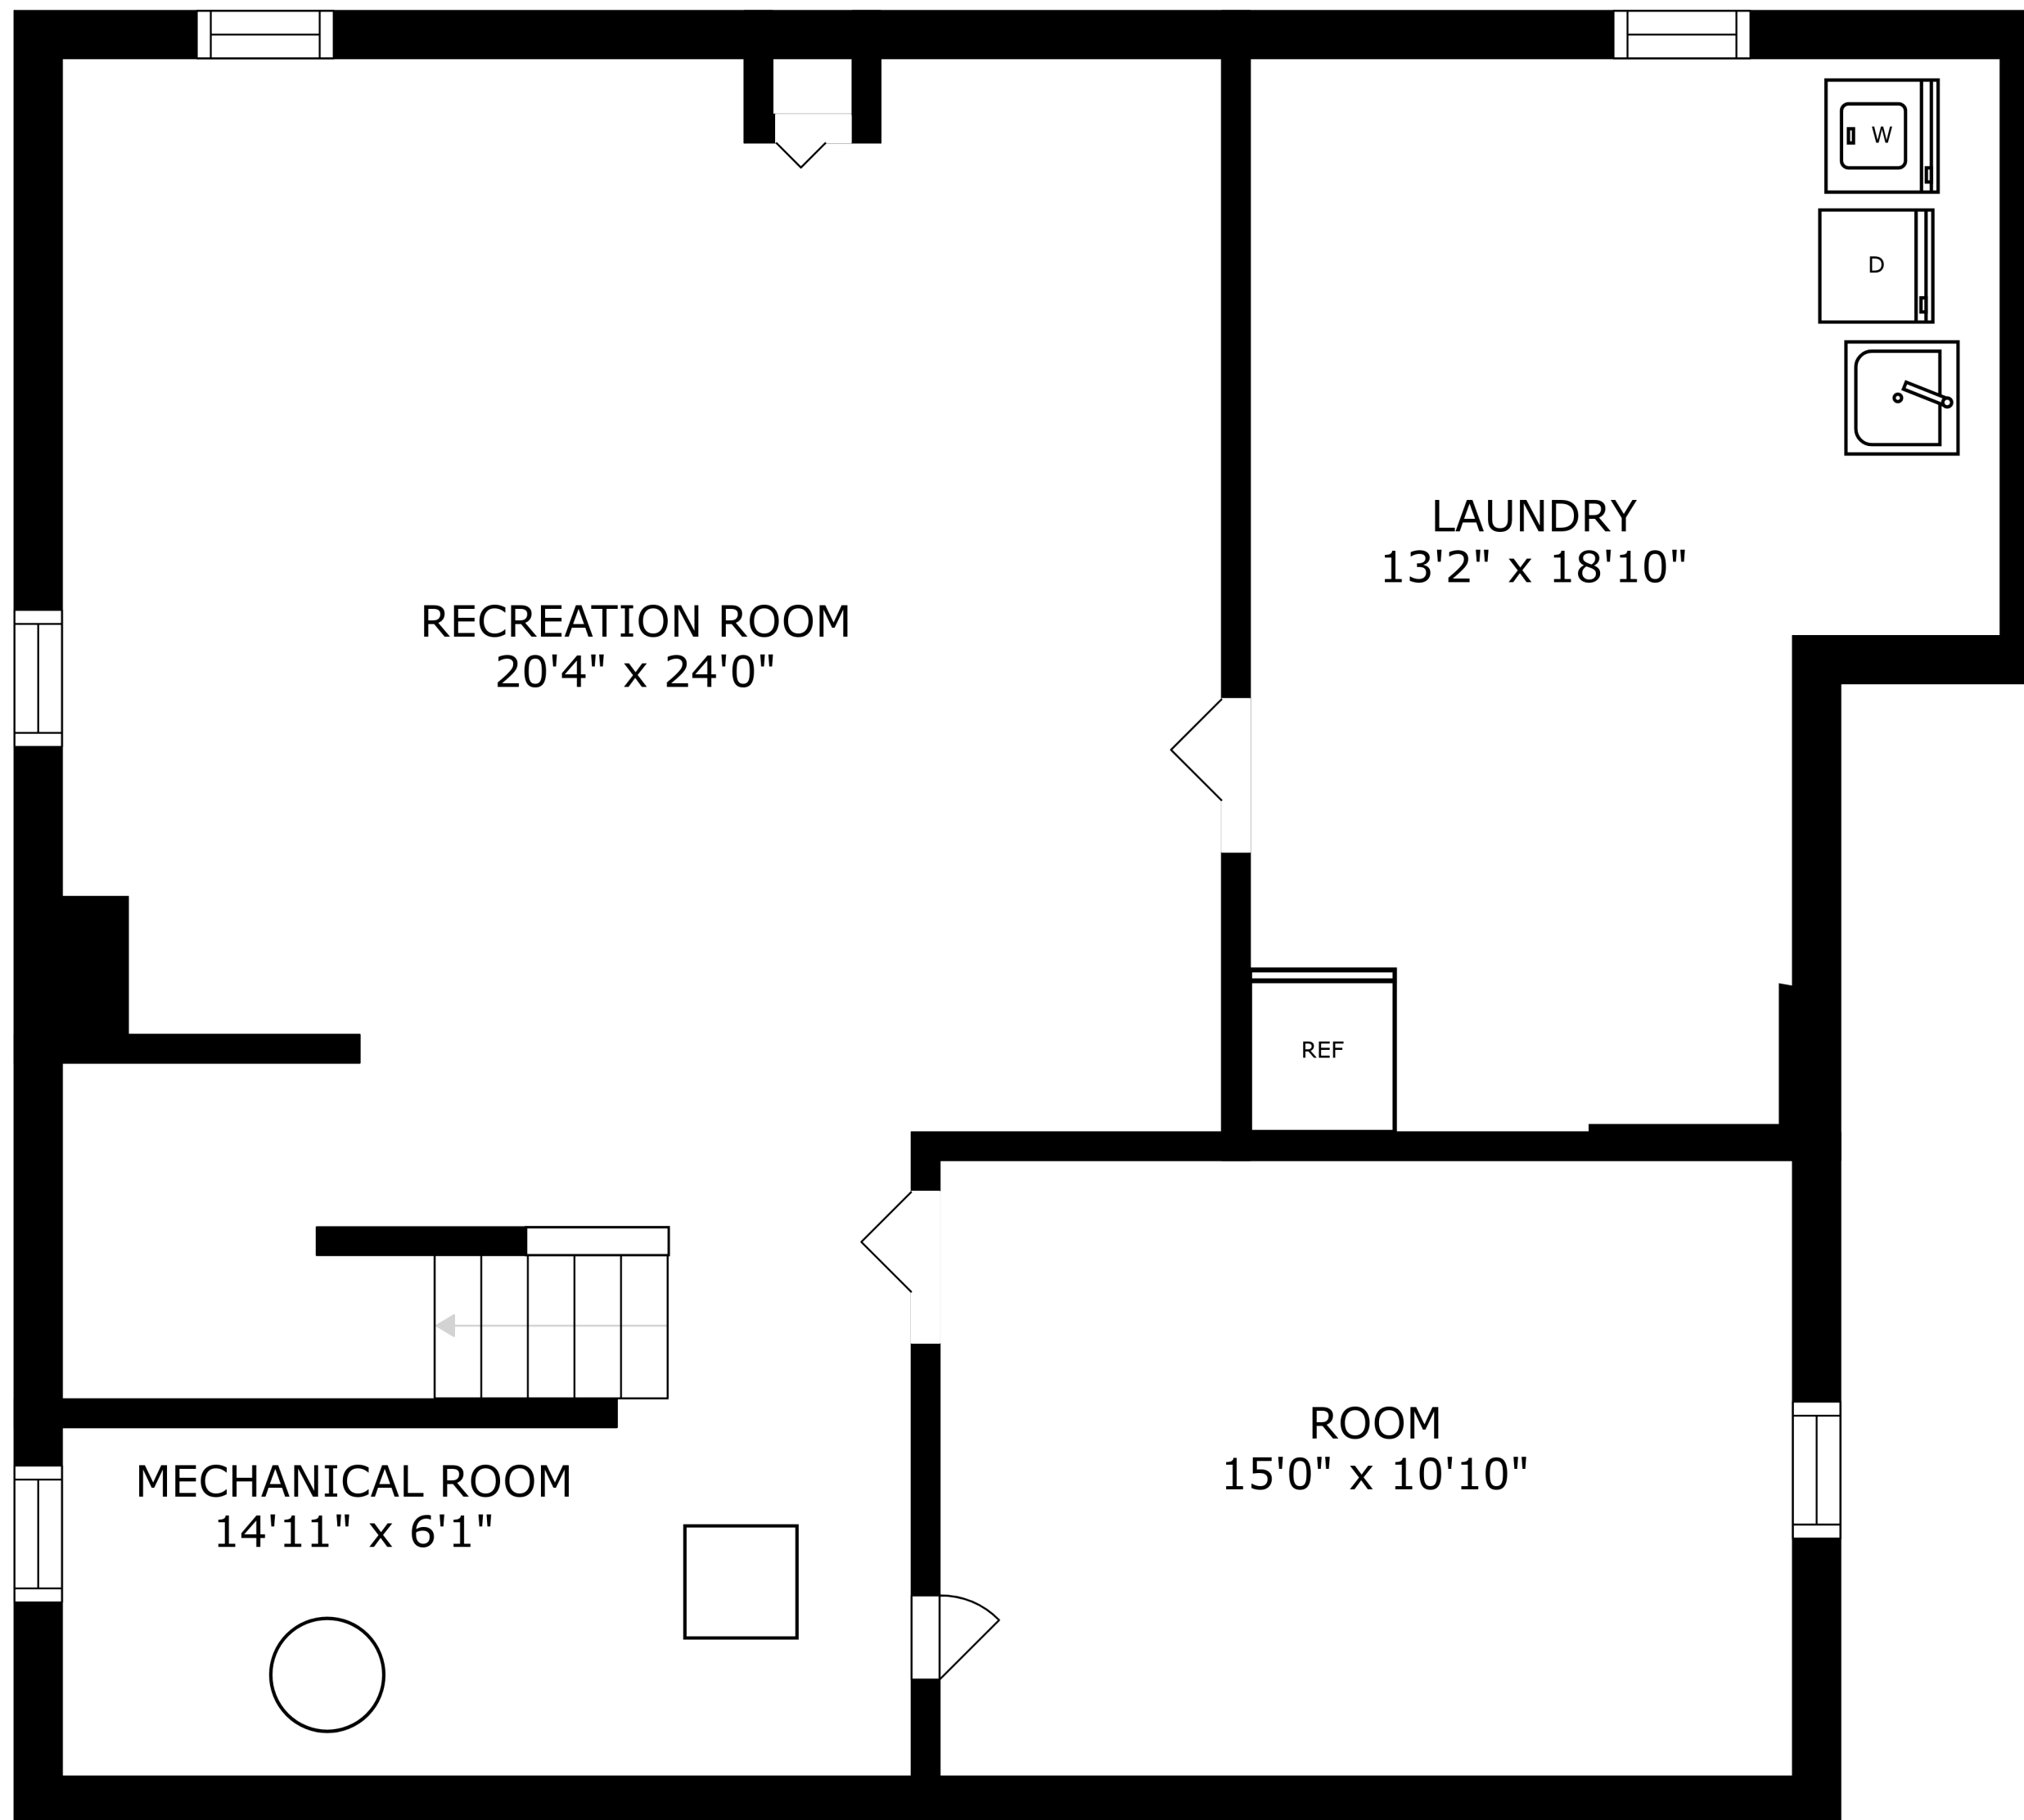 W
D
LAUNDRY
13'2" x 18'10"
RECREATION ROOM
20'4" x 24'0"
REF
ROOM
15'0" x 10'10"
MECHANICAL ROOM
14'11" x 6'1"